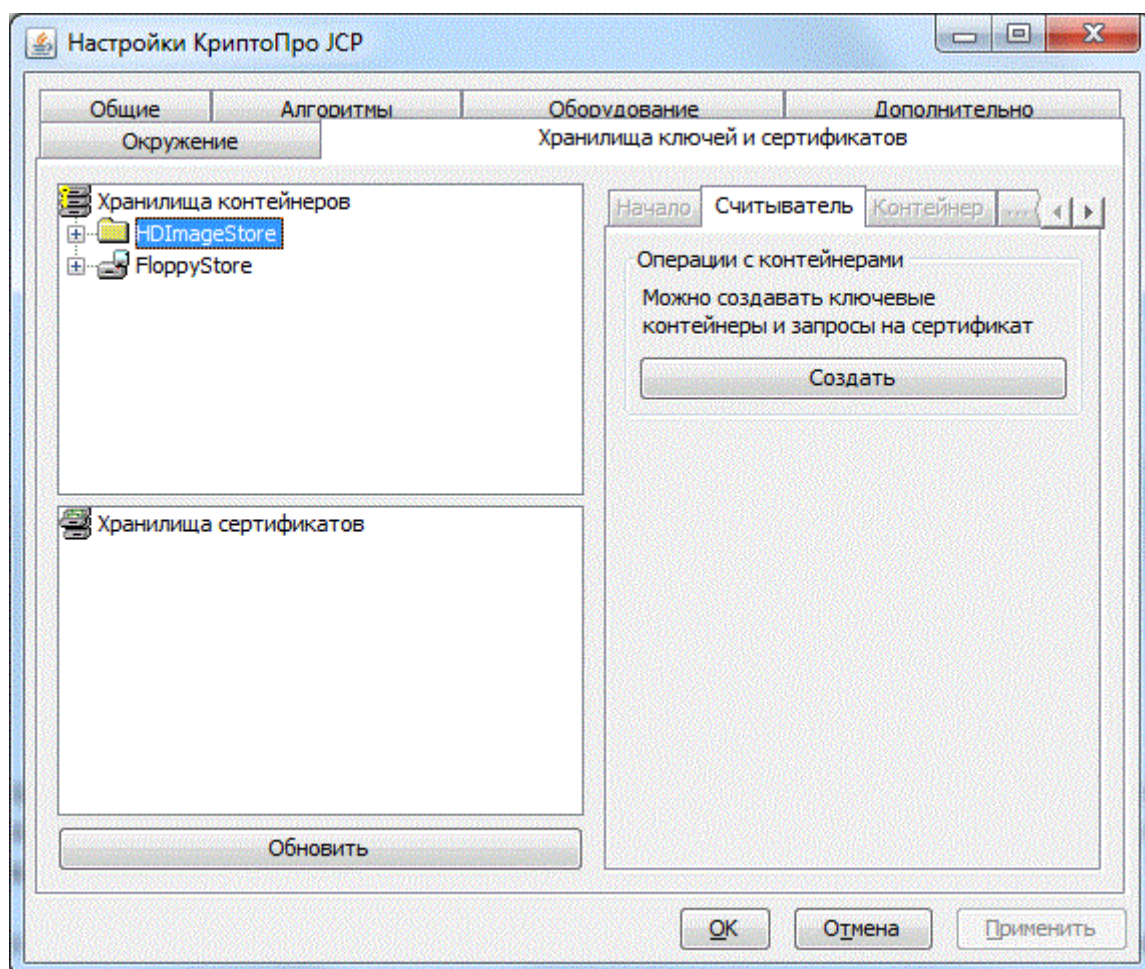 Настройки КриптоПро JCP
Общие
Алгоритмы
Оборудование
Дополнительно
Окружение
Хранилища ключей и сертификатов
Хранилища контейнеров
HDImageStore
FloppyStore
Хранилища сертификатов
Обновить
Начало
Считыватель
Контейнер
...
Операции с контейнерами
Можно создавать ключевые
контейнеры и запросы на сертификат
Создать
OK
Отмена
Применить